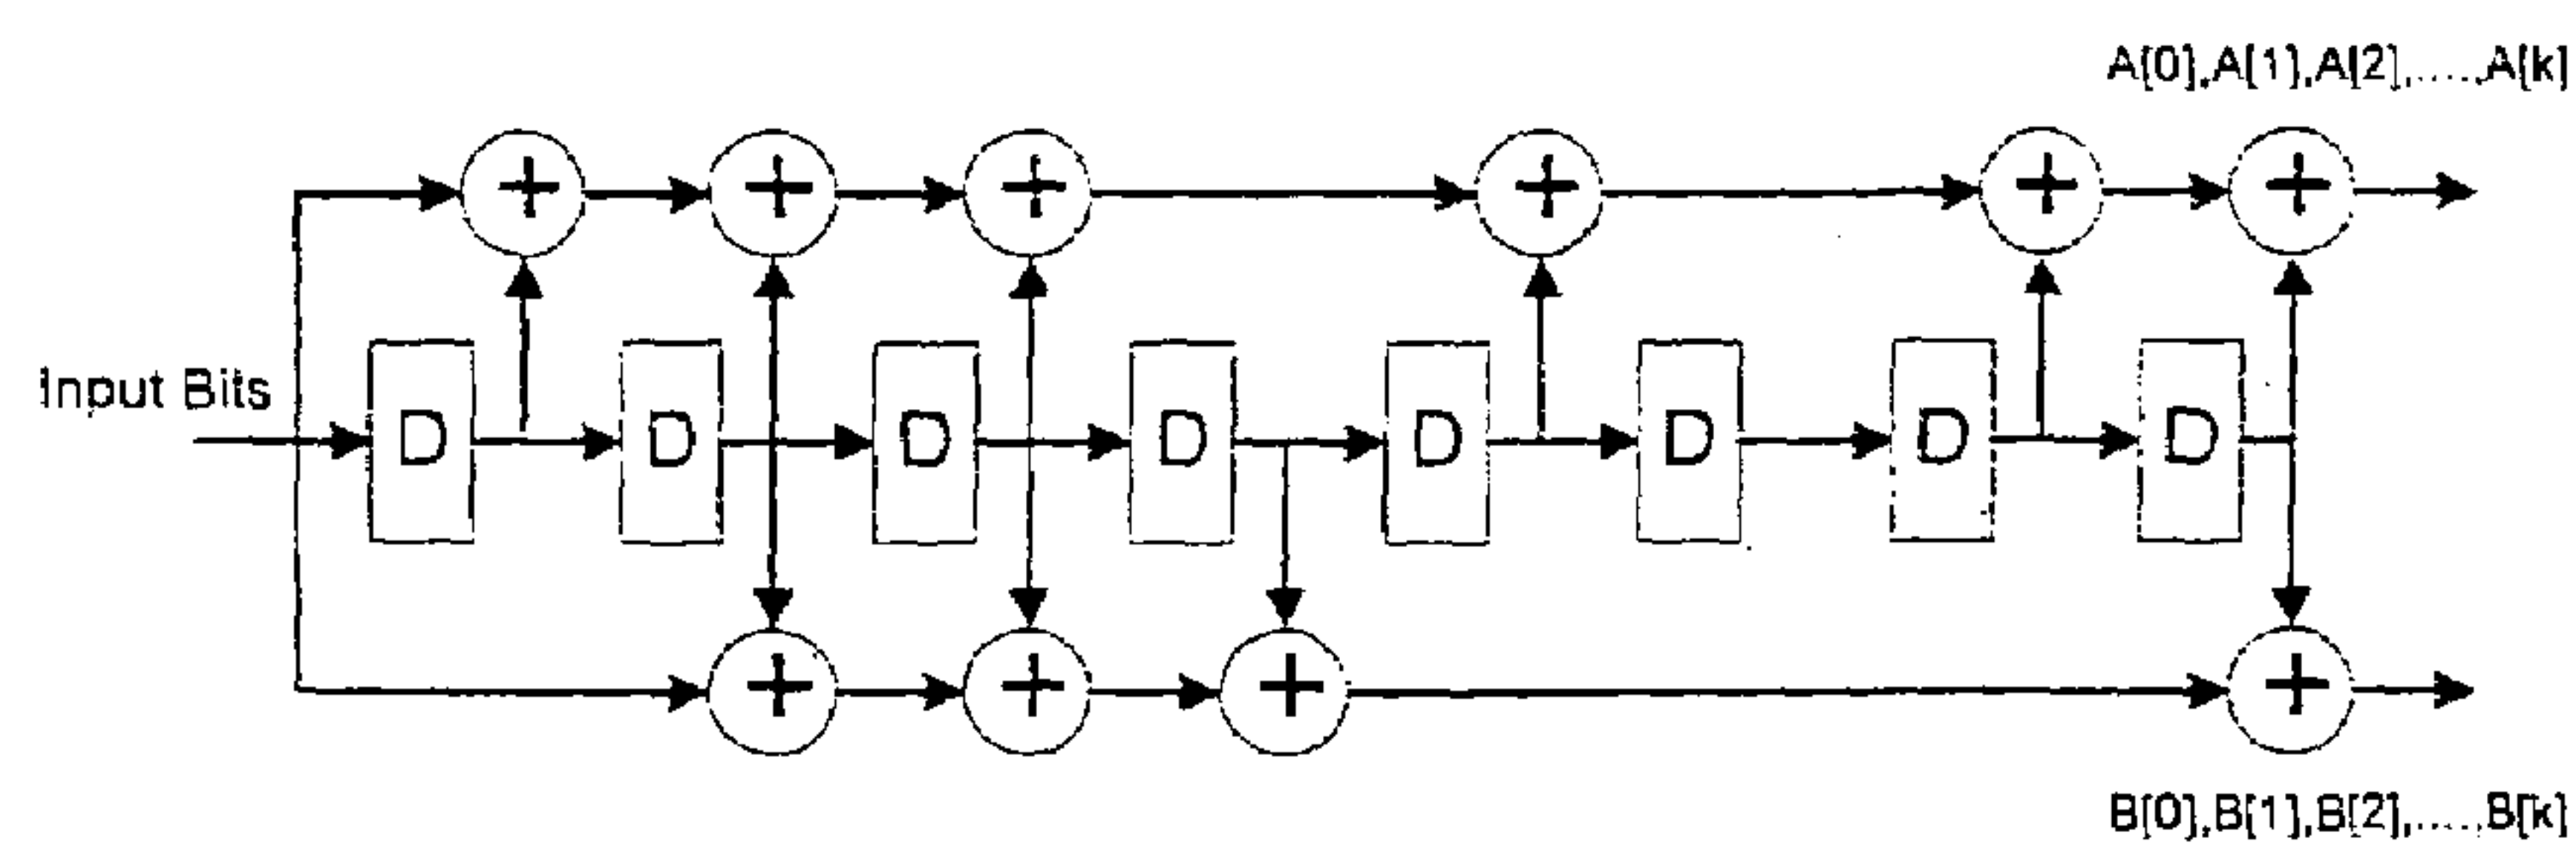 A[0],A[1],A[2],.....,A[k]
+ + + + + +
Input Bits
D D D D D D D D
+ + + +
B[0],B[1],B[2],.....,B[k]